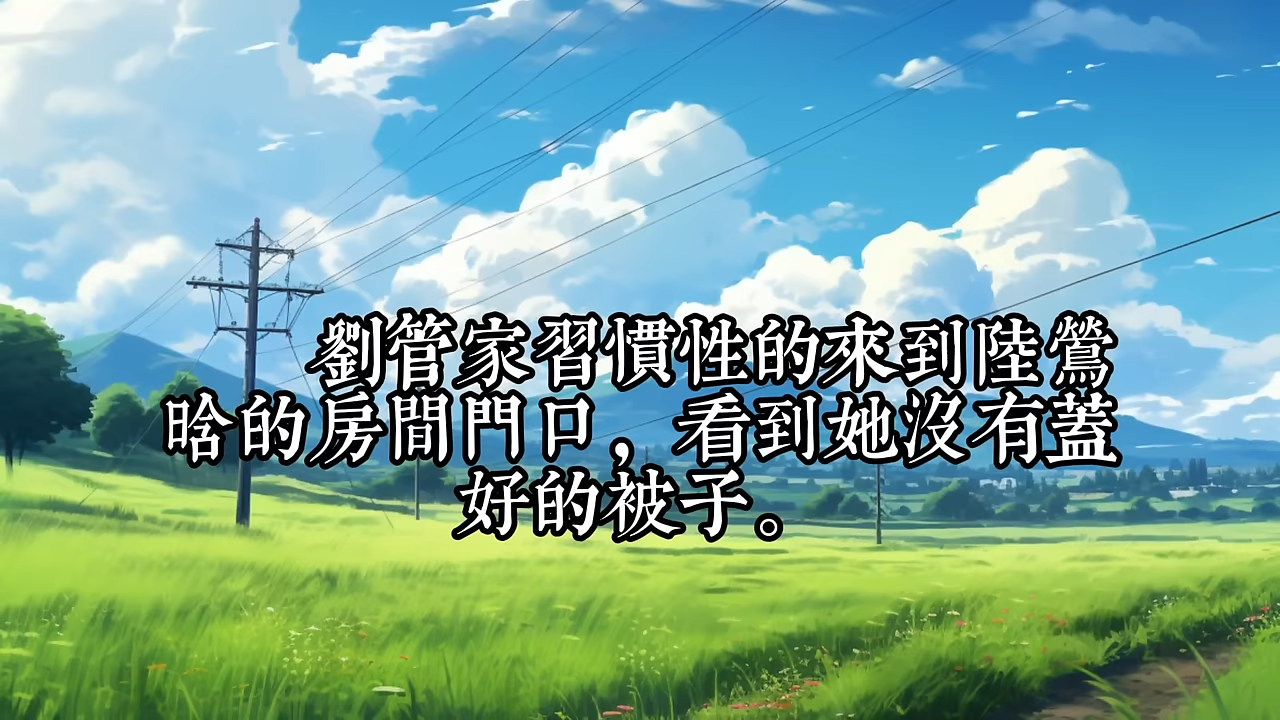 劉管家習慣性的來到陸鶯
晗的房間門口，看到她沒有蓋
好的被子。